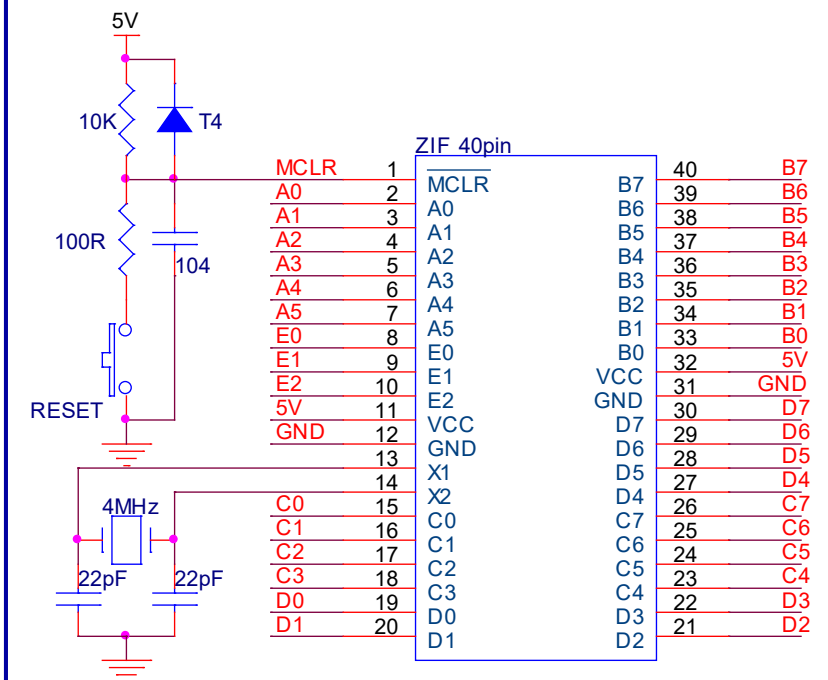 5V
10K
T4
100R
104
RESET
4MHz
22pF 22pF
ZIF 40pin
MCLR 1 MCLR
A0 2 A0
A1 3 A1
A2 4 A2
A3 5 A3
A4 6 A4
A5 7 A5
E0 8 E0
E1 9 E1
E2 10 E2
5V 11 VCC
GND 12 GND
13 X1
14 X2
C0 15 C0
C1 16 C1
C2 17 C2
C3 18 C3
D0 19 D0
D1 20 D1
B7 40 B7
B6 39 B6
B5 38 B5
B4 37 B4
B3 36 B3
B2 35 B2
B1 34 B1
B0 33 B0
VCC 32 5V
GND 31 GND
D7 30 D7
D6 29 D6
D5 28 D5
D4 27 D4
C7 26 C7
C6 25 C6
C5 24 C5
C4 23 C4
D3 22 D3
D2 21 D2